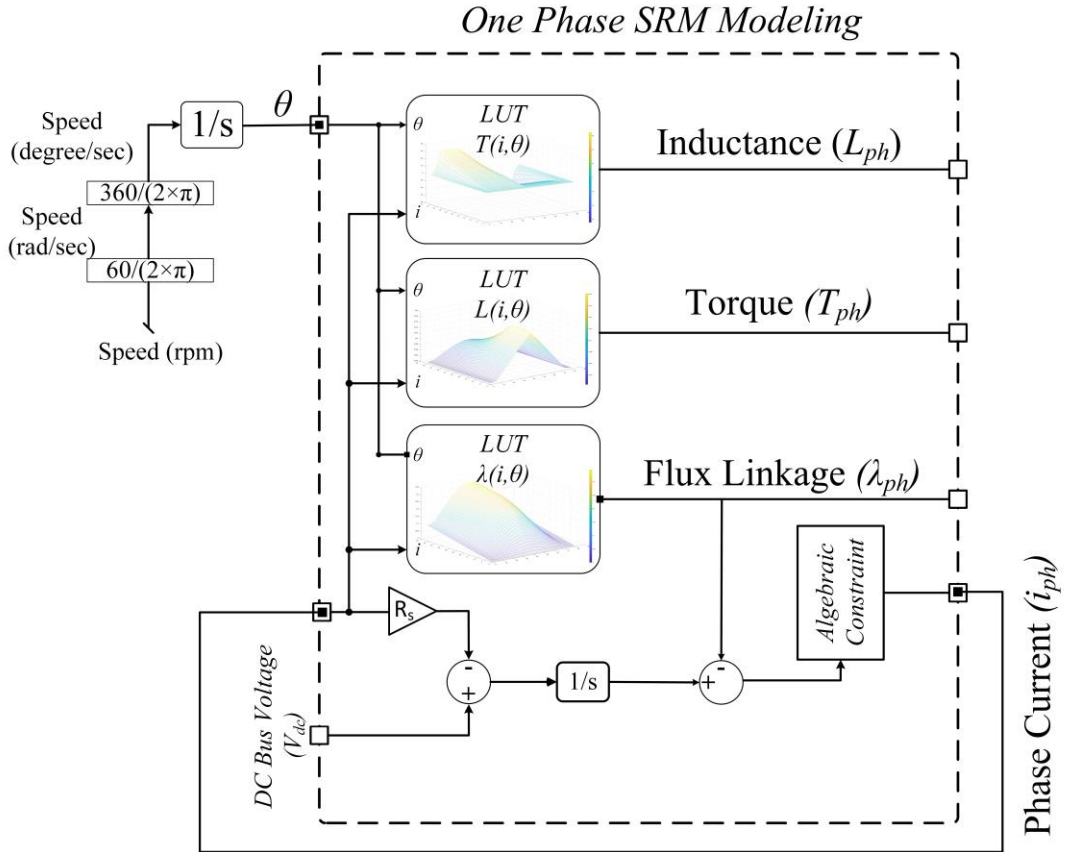 One Phase SRM Modeling
Speed
(degree/sec)
1/s
θ
360/(2×π)
Speed
(rad/sec)
60/(2×π)
Speed (rpm)
LUT
T(i,θ)
θ
i
Inductance (Lph)
LUT
L(i,θ)
θ
i
Torque (Tph)
LUT
λ(i,θ)
θ
i
Flux Linkage (λph)
Rs
-
+
1/s
+
-
Algebraic
Constraint
DC Bus Voltage
(Vdc)
Phase Current (iph)